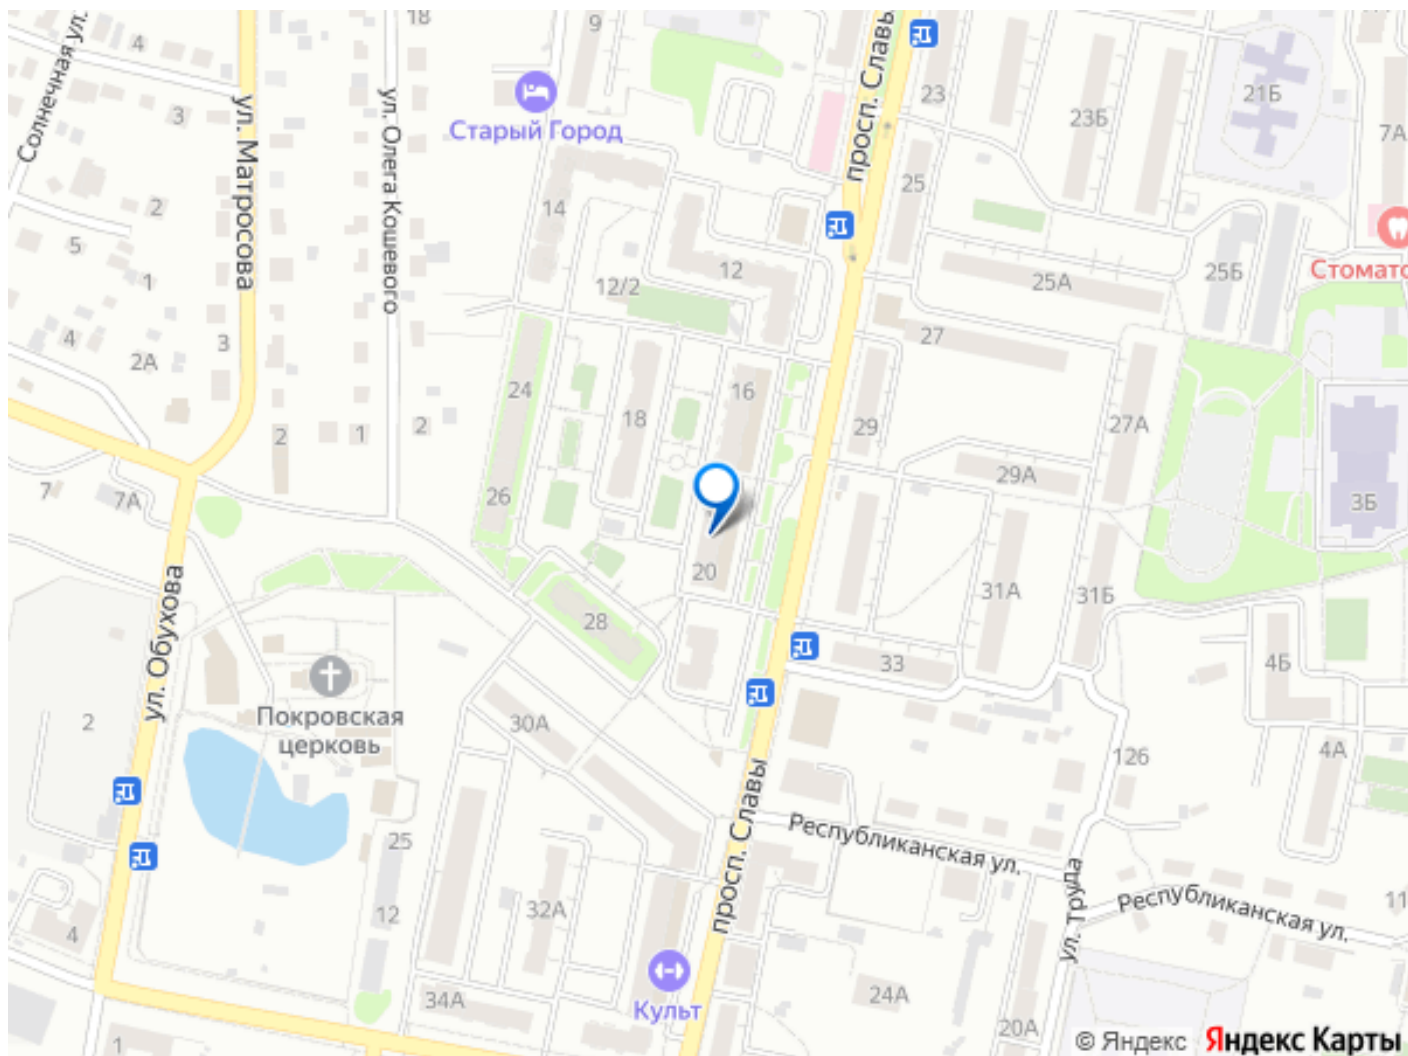 18
9
4
Солнечная ул.
ул. Матросова
ул. Олега Кошевого
3
Старый Город
просп. Славы
23
23Б
21Б
7А
2
14
25
5
12
25А
25Б
Стомато
1
12/2
4
2А
3
27
24
16
18
29
27А
2
1
2
29А
26
7
7А
3Б
20
31А
31Б
28
ул. Обухова
33
4Б
Покровская
церковь
2
30А
126
4А
просп. Славы
Республиканская ул.
25
ул. Труда
Республиканская ул.
11
12
32А
4
Культ
34А
24А
20А
1
© Яндекс
Яндекс Карты